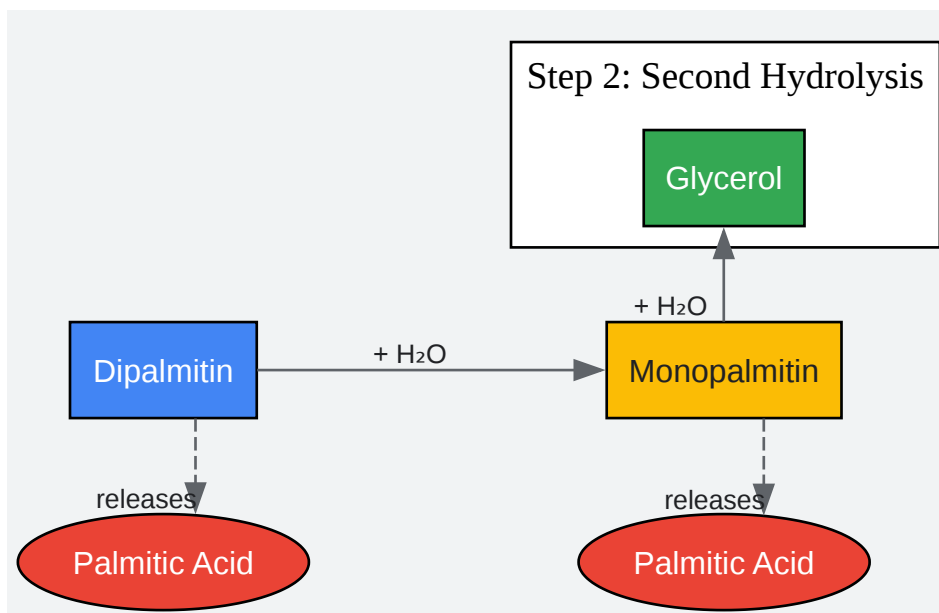 Step 2: Second Hydrolysis
Glycerol
+ H₂O
Dipalmitin
+ H₂O
Monopalmitin
releases
releases
Palmitic Acid
Palmitic Acid